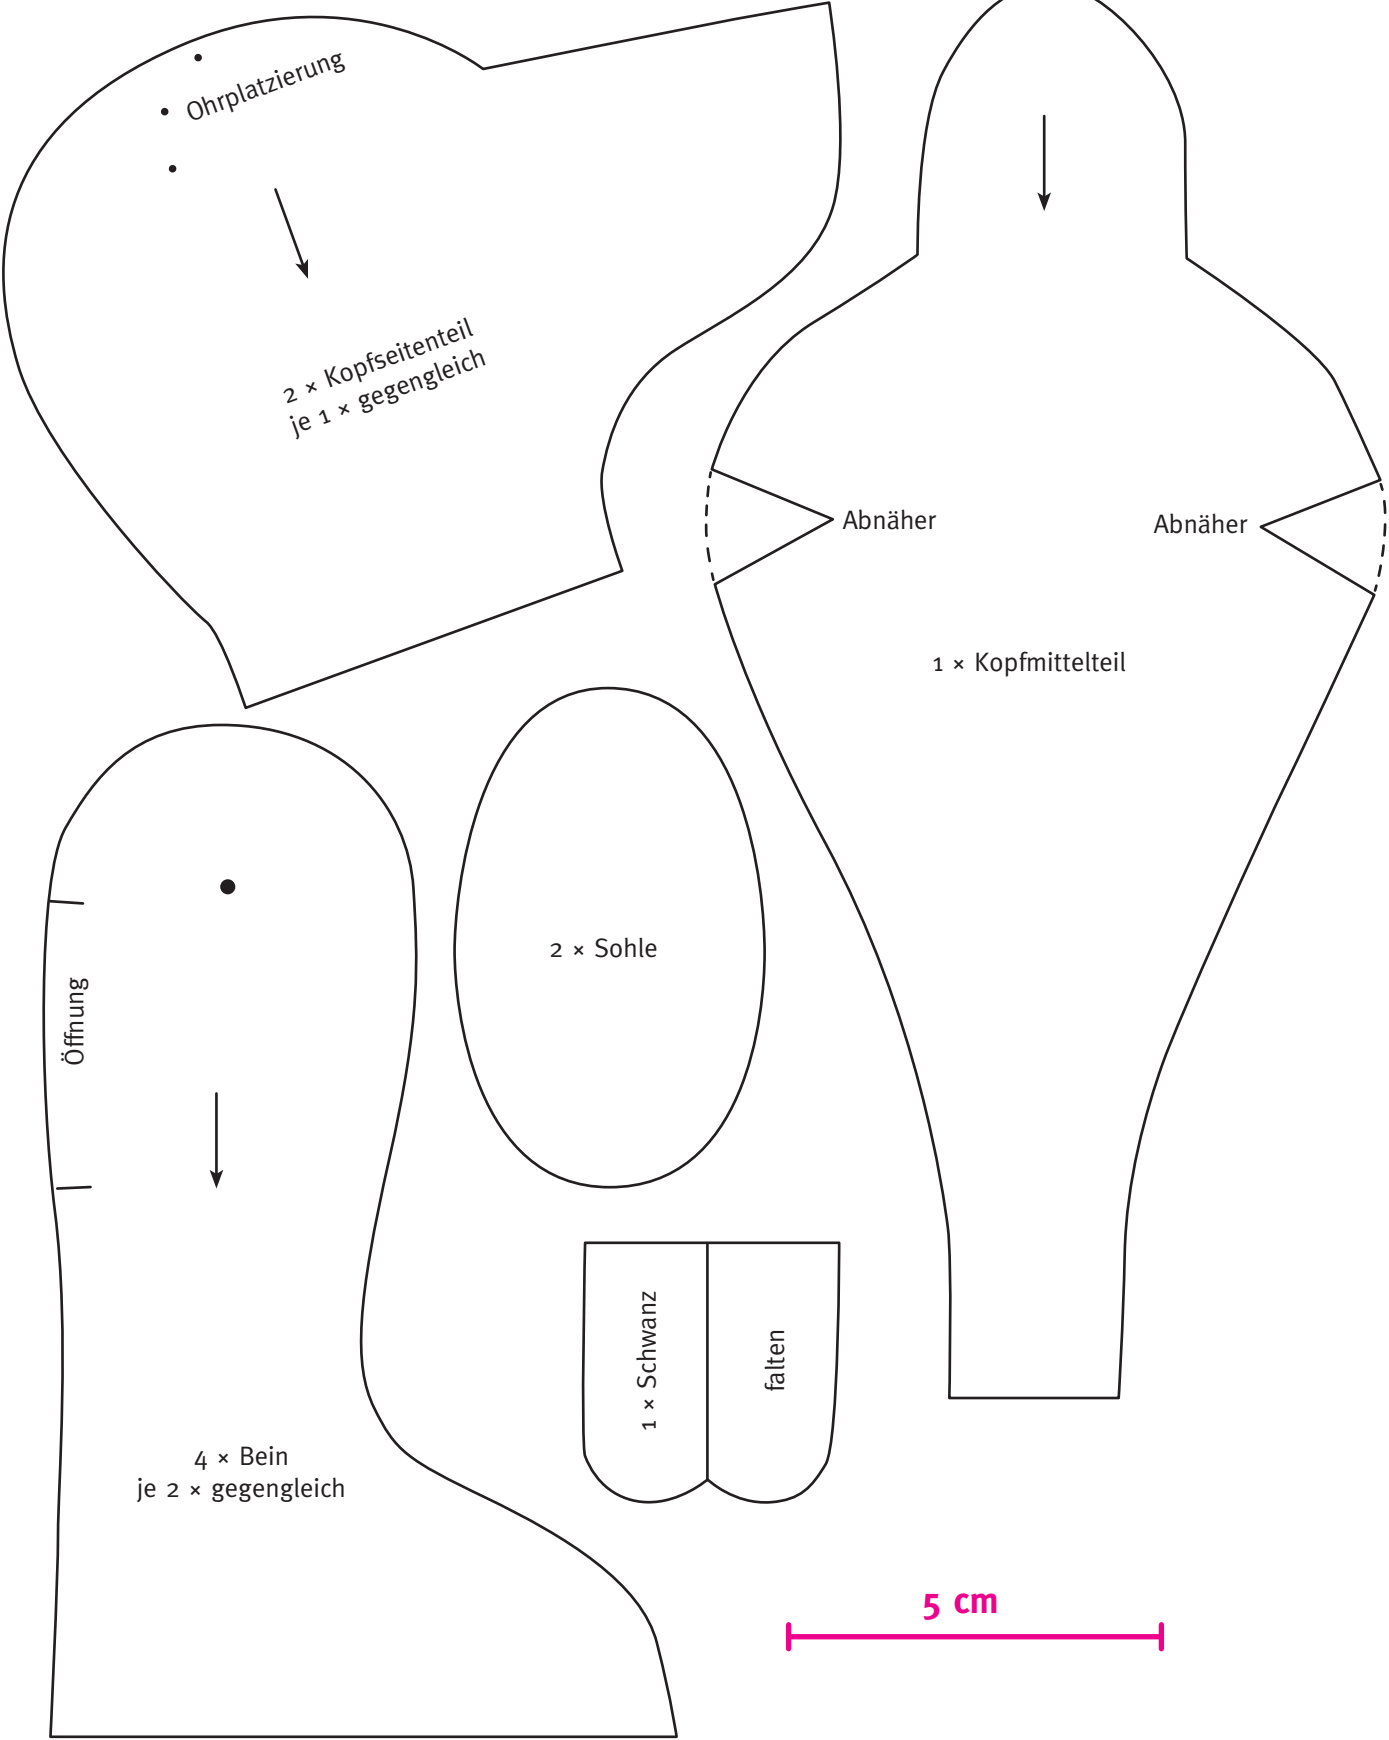 Ohrplatzierung
2 × Kopfseitenteil
je 1 × gegengleich
Abnäher
Abnäher
1 × Kopfmittelteil
2 × Sohle
Öffnung
1 × Schwanz
falten
4 × Bein
je 2 × gegengleich
5 cm